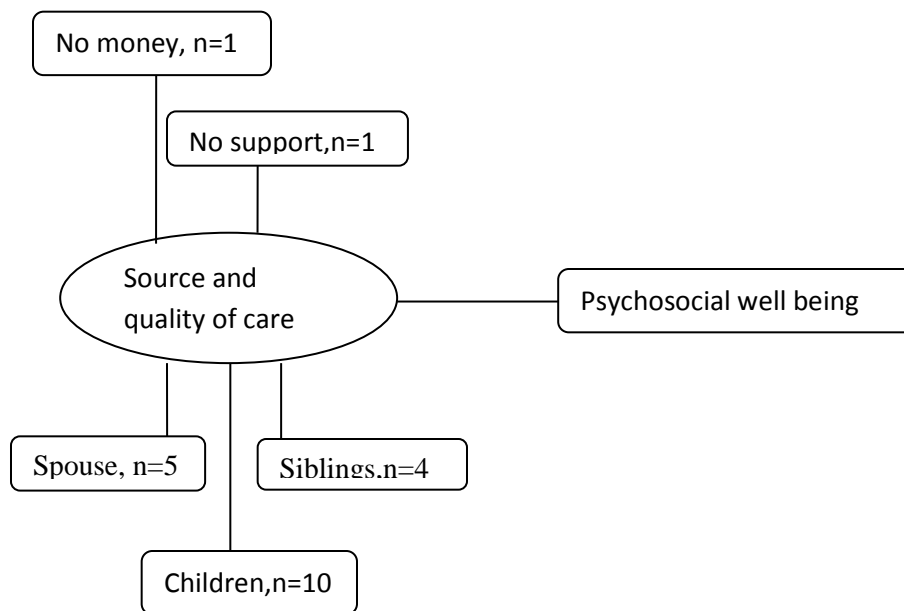 No money, n=1
No support,n=1
Source and
quality of care
Psychosocial well being
Spouse, n=5
Siblings,n=4
Children,n=10